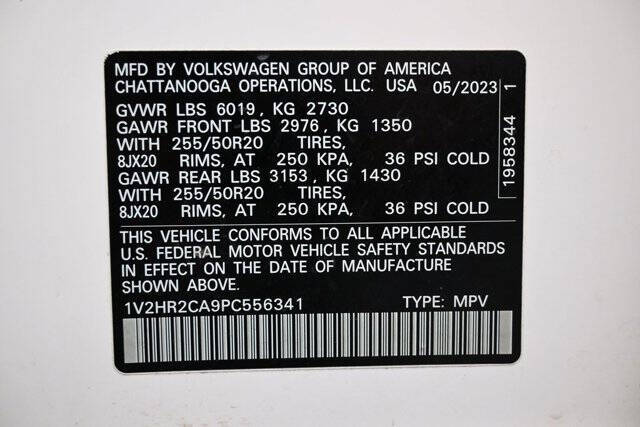 MFD BY VOLKSWAGEN GROUP OF AMERICA
CHATTANOOGA OPERATIONS, LLC. USA 05/2023
GVWR LBS 6019, KG 2730
GAWR FRONT LBS 2976, KG 1350
WITH 255/50R20 TIRES,
8JX20 RIMS, AT 250 KPA, 36 PSI COLD
GAWR REAR LBS 3153, KG 1430
WITH 255/50R20 TIRES,
8JX20 RIMS, AT 250 KPA, 36 PSI COLD
THIS VEHICLE CONFORMS TO ALL APPLICABLE
U.S. FEDERAL MOTOR VEHICLE SAFETY STANDARDS
IN EFFECT ON THE DATE OF MANUFACTURE
SHOWN ABOVE.
1V2HR2CA9PC556341 TYPE: MPV
1958344 1